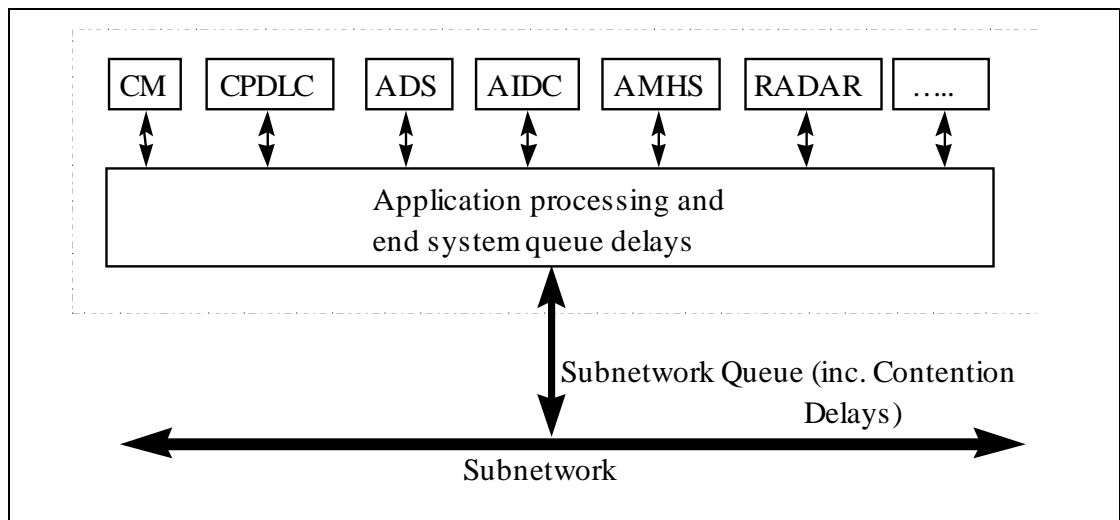 CM CPDLC ADS AIDC AMHS RADAR …..
Application processing and
end system queue delays
Subnetwork Queue (inc. Contention
Delays)
Subnetwork